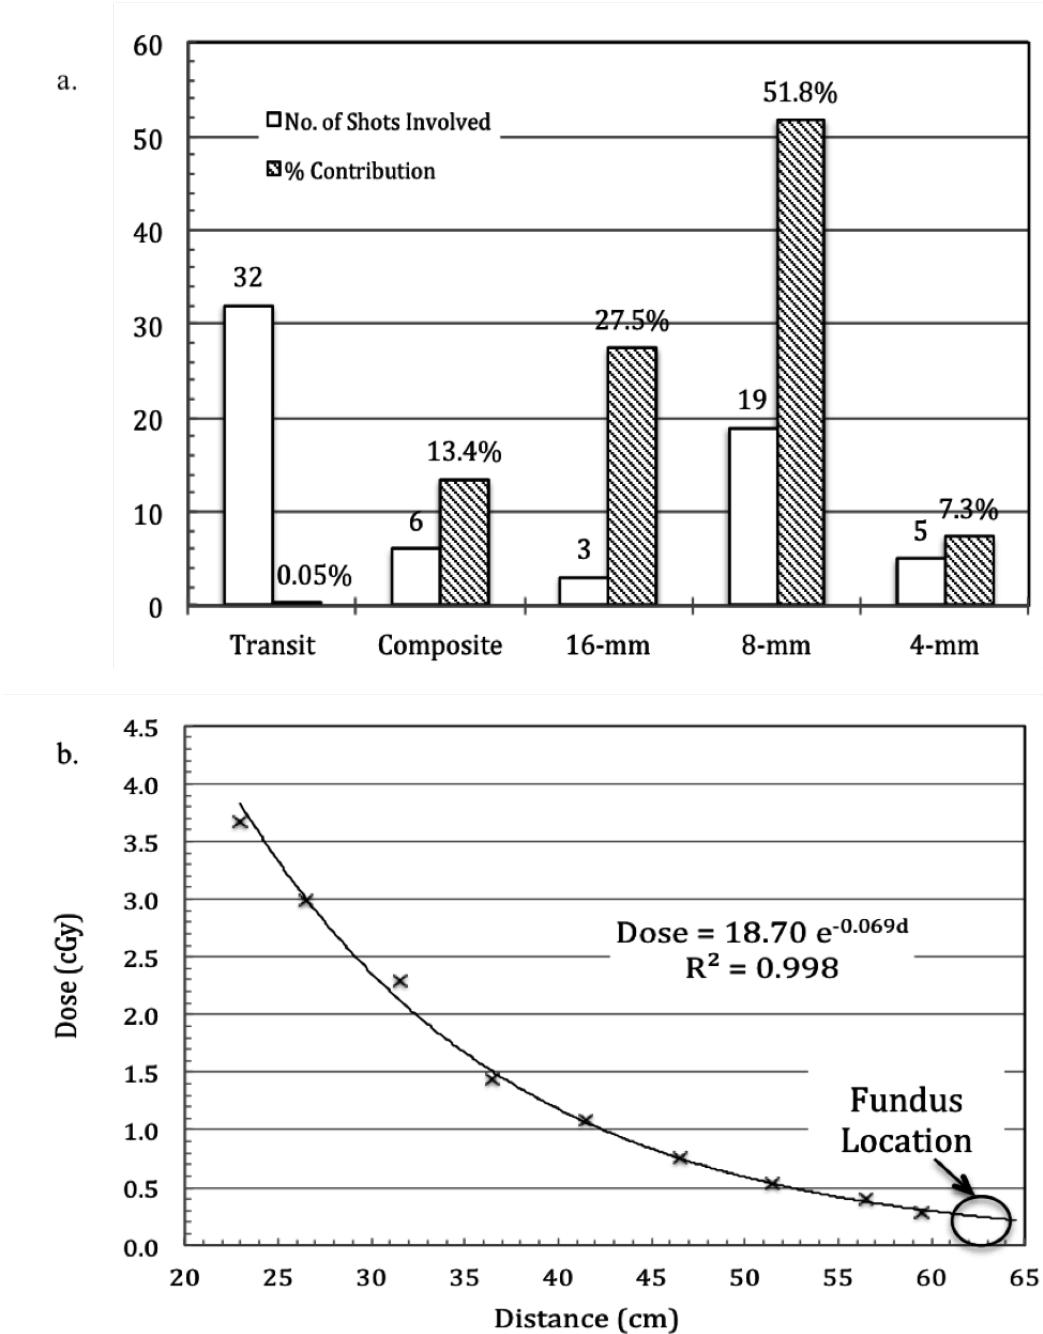 a.
60
50
40
30
20
10
0
No. of Shots Involved
% Contribution
32
0.05%
6
13.4%
3
27.5%
19
51.8%
5
7.3%
Transit Composite 16-mm 8-mm 4-mm
b.
4.5
4.0
3.5
3.0
2.5
2.0
1.5
1.0
0.5
0.0
Dose (cGy)
Dose = 18.70 e^-0.069d
R² = 0.998
Fundus
Location
20 25 30 35 40 45 50 55 60 65
Distance (cm)